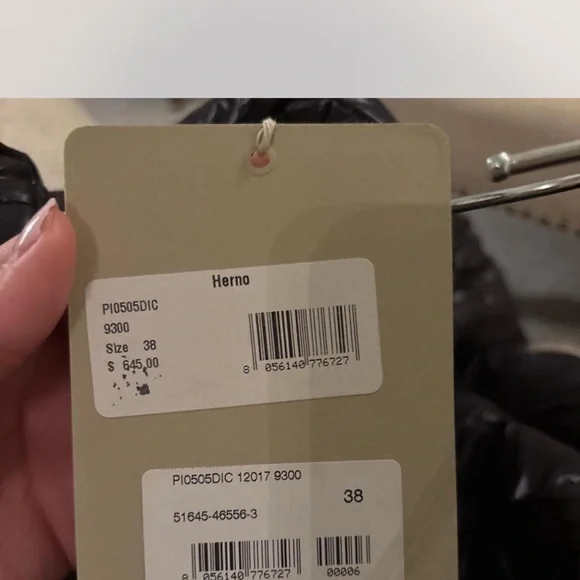 Herno
PI0505DIC
9300
Size 38
$ 645.00
8 056140 776727
PI0505DIC 12017 9300
38
51645-46556-3
8 056140 776727
00006